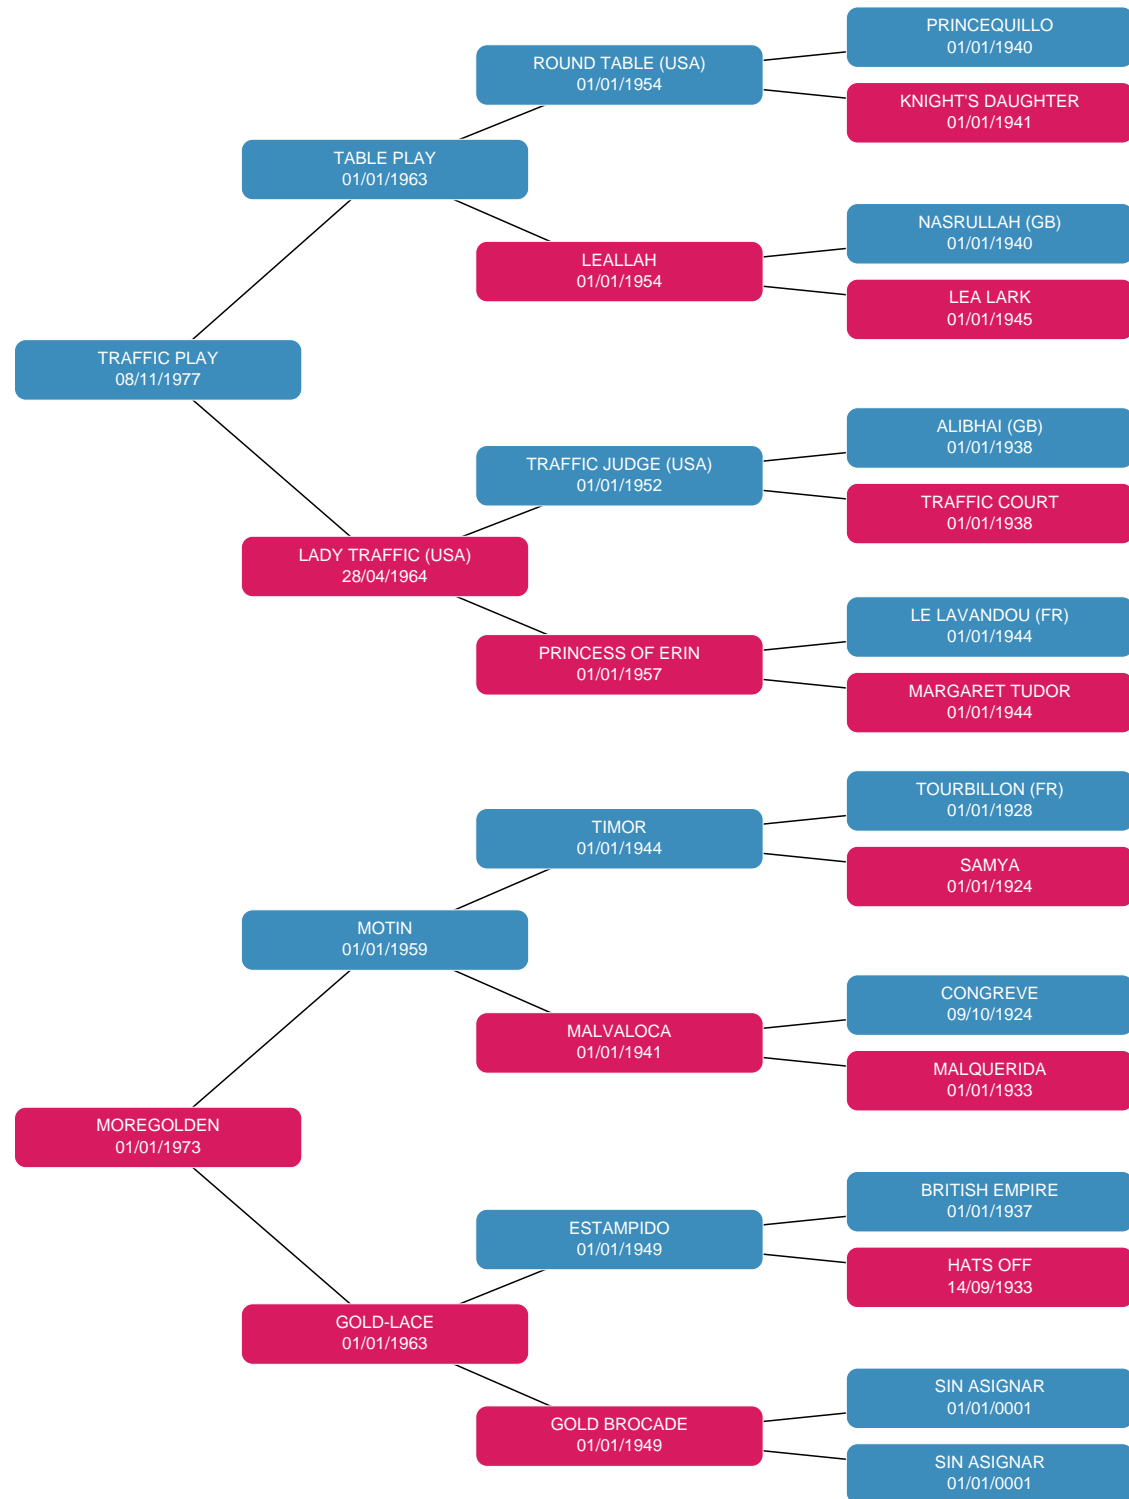 PRINCEQUILLO
01/01/1940
ROUND TABLE (USA)
01/01/1954
KNIGHT'S DAUGHTER
01/01/1941
TABLE PLAY
01/01/1963
NASRULLAH (GB)
01/01/1940
LEALLAH
01/01/1954
LEA LARK
01/01/1945
TRAFFIC PLAY
08/11/1977
ALIBHAI (GB)
01/01/1938
TRAFFIC JUDGE (USA)
01/01/1952
TRAFFIC COURT
01/01/1938
LADY TRAFFIC (USA)
28/04/1964
LE LAVANDOU (FR)
01/01/1944
PRINCESS OF ERIN
01/01/1957
MARGARET TUDOR
01/01/1944
TOURBILLON (FR)
01/01/1928
TIMOR
01/01/1944
SAMYA
01/01/1924
MOTIN
01/01/1959
CONGREVE
09/10/1924
MALVALOCA
01/01/1941
MALQUERIDA
01/01/1933
MOREGOLDEN
01/01/1973
BRITISH EMPIRE
01/01/1937
ESTAMPIDO
01/01/1949
HATS OFF
14/09/1933
GOLD-LACE
01/01/1963
SIN ASIGNAR
01/01/0001
GOLD BROCADE
01/01/1949
SIN ASIGNAR
01/01/0001